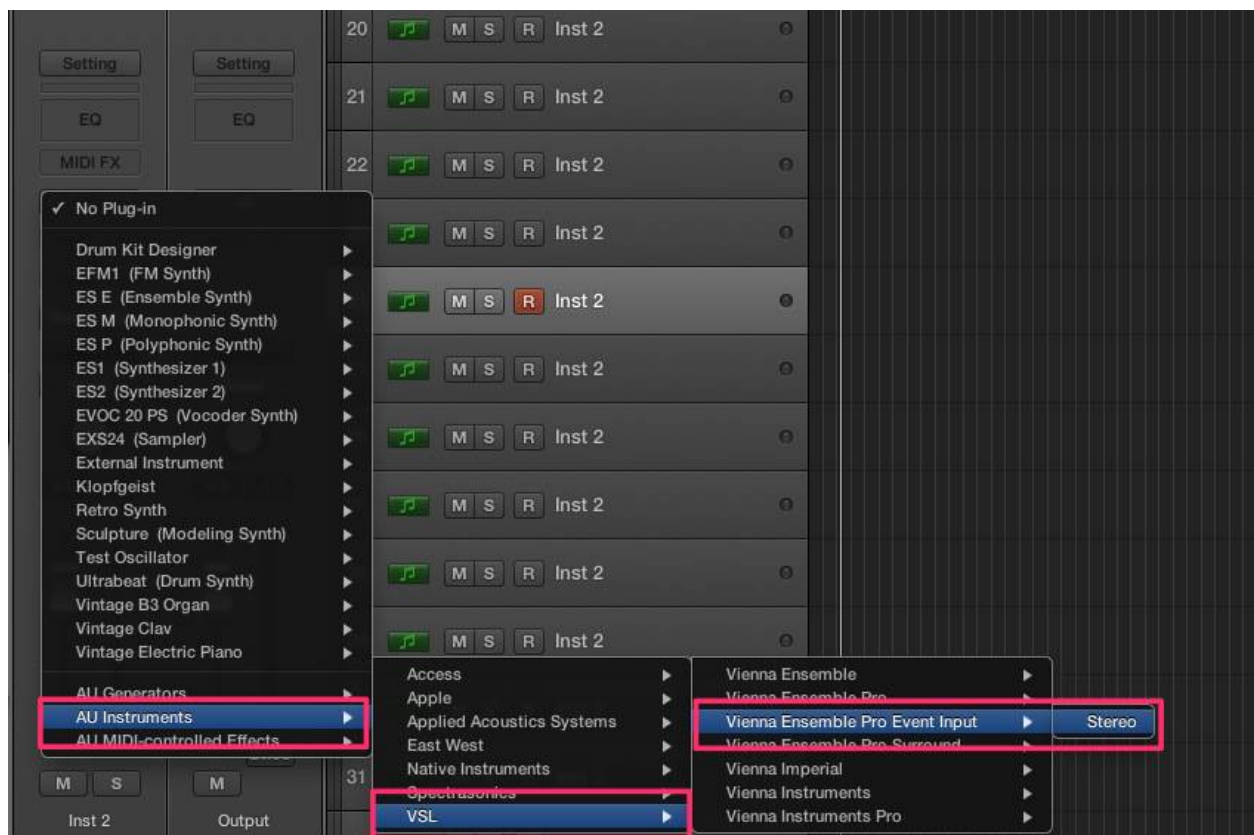 Setting
Setting
EQ
EQ
MIDI FX
20 M S R Inst 2
21 M S R Inst 2
22 M S R Inst 2
M S R Inst 2
M S R Inst 2
M S R Inst 2
M S R Inst 2
M S R Inst 2
M S R Inst 2
M S R Inst 2
31
✓ No Plug-in
Drum Kit Designer
EFM1 (FM Synth)
ES E (Ensemble Synth)
ES M (Monophonic Synth)
ES P (Polyphonic Synth)
ES1 (Synthesizer 1)
ES2 (Synthesizer 2)
EVOC 20 PS (Vocoder Synth)
EXS24 (Sampler)
External Instrument
Klopfgeist
Retro Synth
Sculpture (Modeling Synth)
Test Oscillator
Ultrabeat (Drum Synth)
Vintage B3 Organ
Vintage Clav
Vintage Electric Piano
AU Generators
AU Instruments
AU MIDI-controlled Effects
Access
Apple
Applied Acoustics Systems
East West
Native Instruments
Spectrasonics
VSL
Vienna Ensemble
Vienna Ensemble Pro
Vienna Ensemble Pro Event Input
Vienna Ensemble Pro Surround
Vienna Imperial
Vienna Instruments
Vienna Instruments Pro
Stereo
M S
M
Inst 2
Output